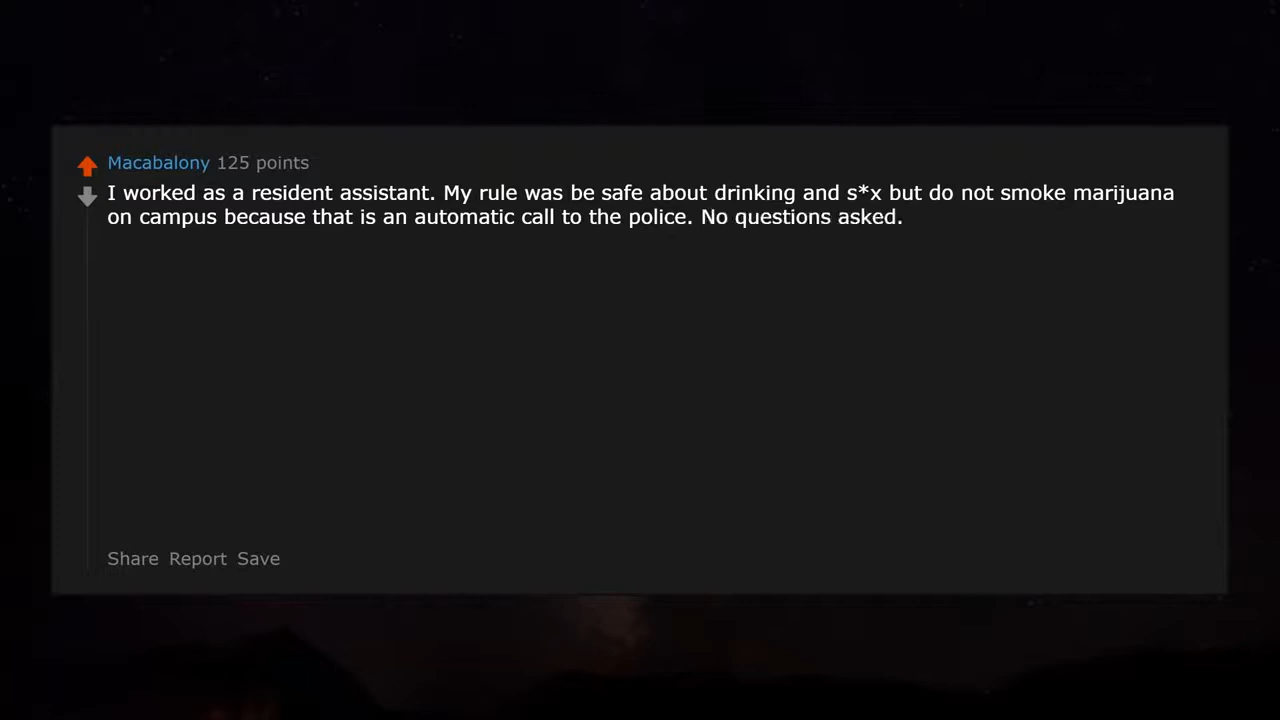 Macabalony 125 points
I worked as a resident assistant. My rule was be safe about drinking and s*x but do not smoke marijuana
on campus because that is an automatic call to the police. No questions asked.
Share Report Save